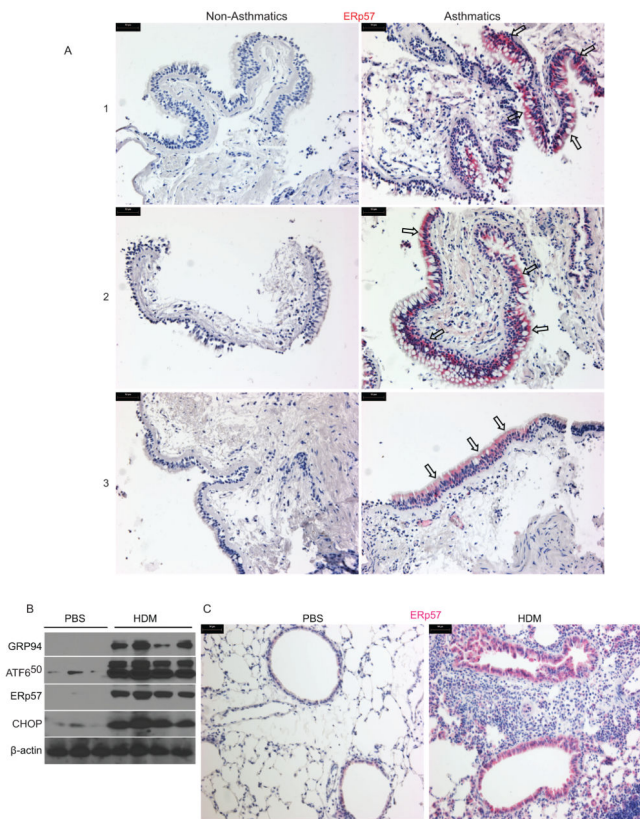 Non-Asthmatics ERp57 Asthmatics
A
1
2
3
B C
PBS HDM
GRP94
ATF6⁵⁰
ERp57
CHOP
β-actin
PBS ERp57 HDM